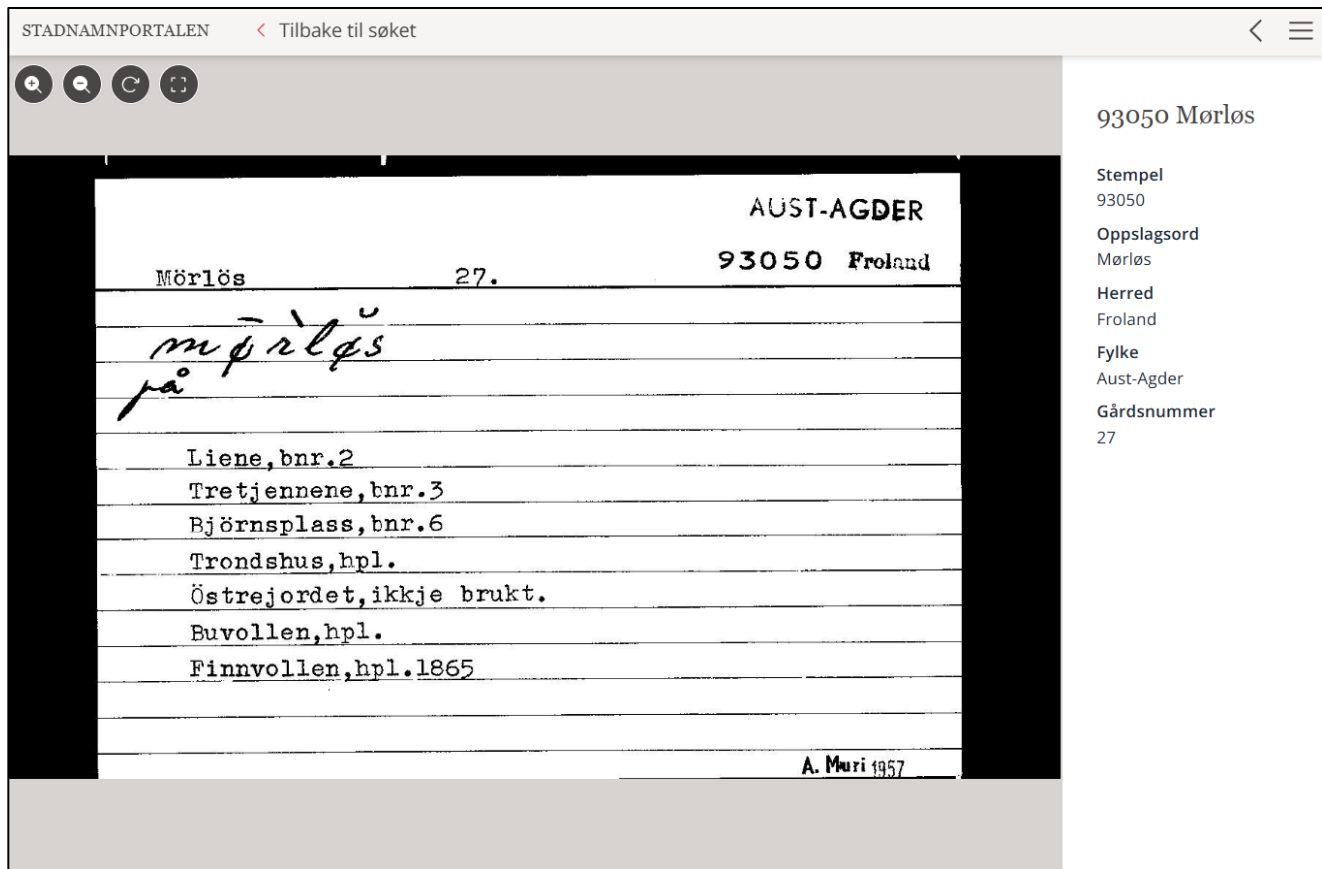 STADNAMNPORTALEN Tilbake til søket
93050 Mørløs
Stempel
93050
Oppslagsord
Mørløs
Herred
Froland
Fylke
Aust-Agder
Gårdsnummer
27
AUST-AGDER
93050 Froland
Mörlös 27.
mø̄rlø̆s
på
Liene,bnr.2
Tretjennene,bnr.3
Björnsplass,bnr.6
Trondshus,hpl.
Östrejordet,ikkje brukt.
Buvollen,hpl.
Finnvollen,hpl.1865
A. Muri 1957